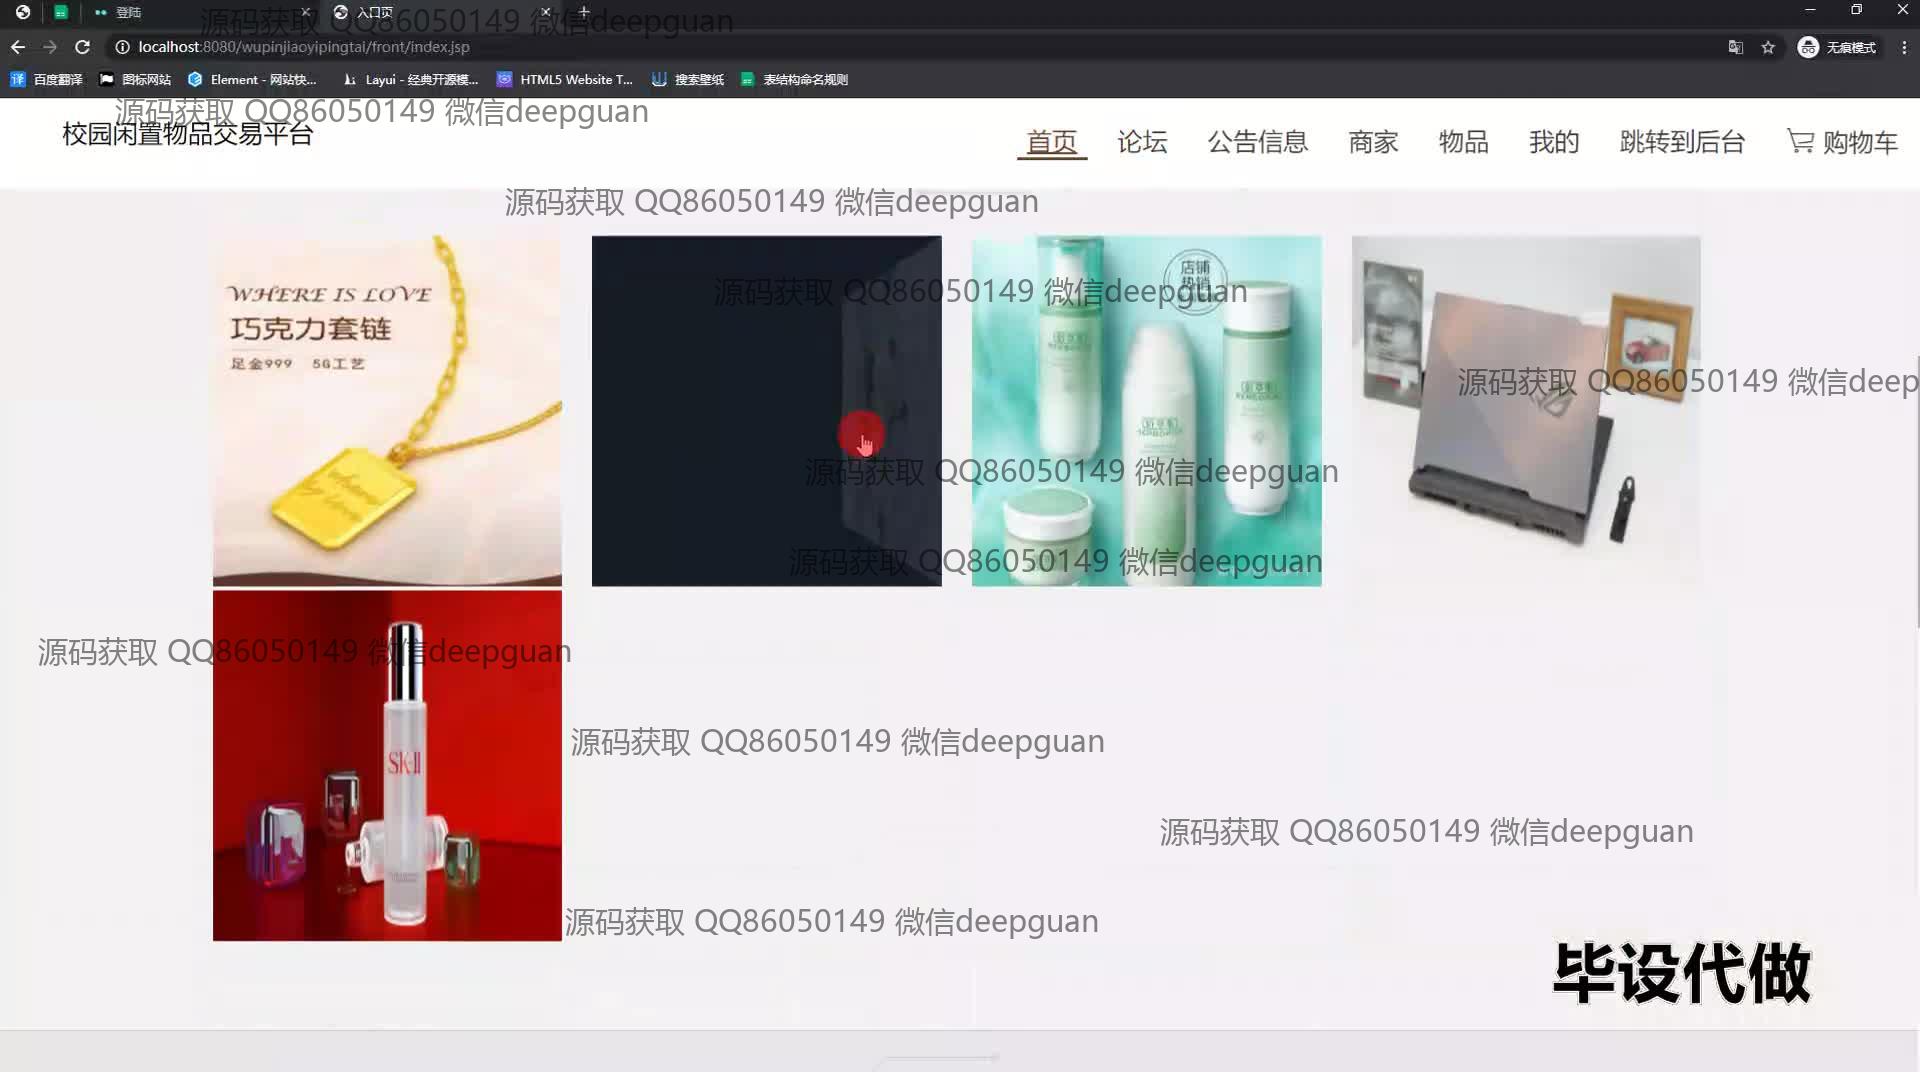 登陆
入口页
源码获取 QQ86050149 微信deepguan
localhost:8080/wupinjiaoyipingtai/front/index.jsp
无痕模式
译 百度翻译
图标网站
Element - 网站快...
Layui - 经典开源模...
HTML5 Website T...
搜索壁纸
表结构命名规则
源码获取 QQ86050149 微信deepguan
校园闲置物品交易平台
首页
论坛
公告信息
商家
物品
我的
跳转到后台
购物车
源码获取 QQ86050149 微信deepguan
WHERE IS LOVE
巧克力套链
足金999 5G工艺
店铺
热销
源码获取 QQ86050149 微信deepguan
源码获取 QQ86050149 微信deep
源码获取 QQ86050149 微信deepguan
源码获取 QQ86050149 微信deepguan
源码获取 QQ86050149 微信deepguan
SK-II
源码获取 QQ86050149 微信deepguan
源码获取 QQ86050149 微信deepguan
源码获取 QQ86050149 微信deepguan
毕设代做